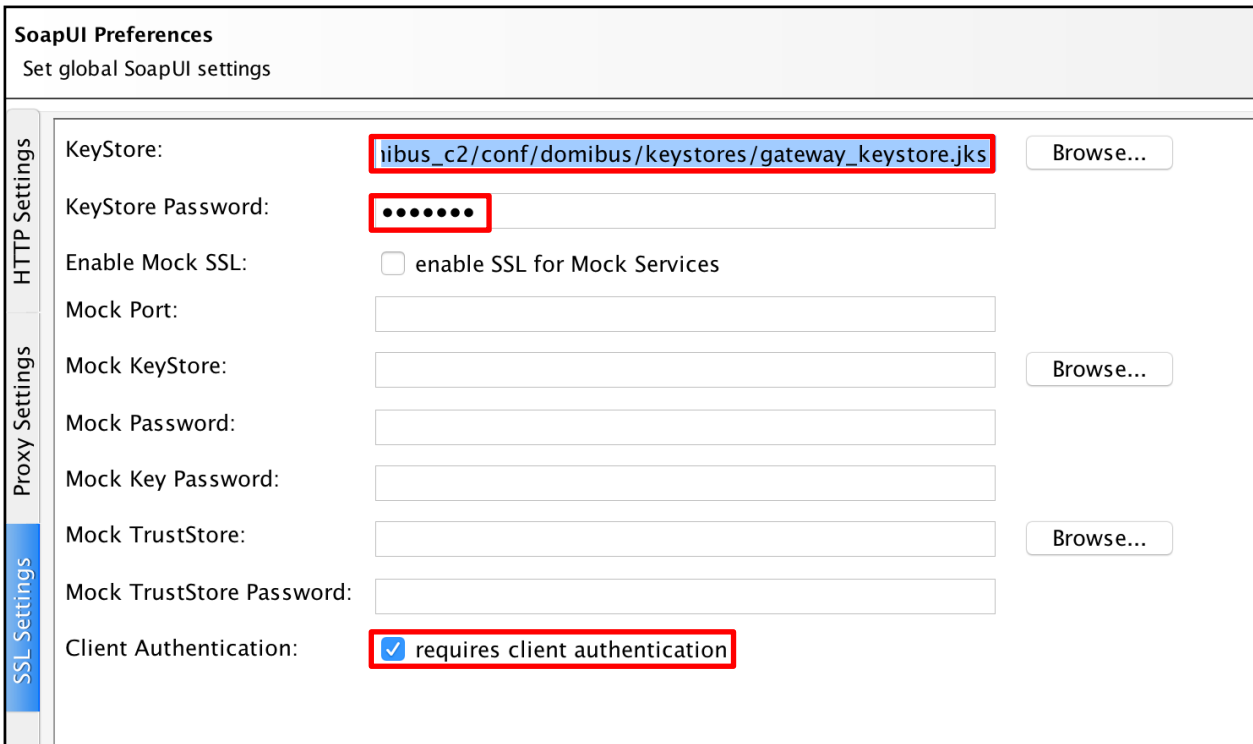 SoapUI Preferences
Set global SoapUI settings
HTTP Settings
Proxy Settings
SSL Settings
KeyStore: ibus_c2/conf/domibus/keystores/gateway_keystore.jks Browse...
KeyStore Password: •••••••
Enable Mock SSL: enable SSL for Mock Services
Mock Port:
Mock KeyStore: Browse...
Mock Password:
Mock Key Password:
Mock TrustStore: Browse...
Mock TrustStore Password:
Client Authentication: requires client authentication